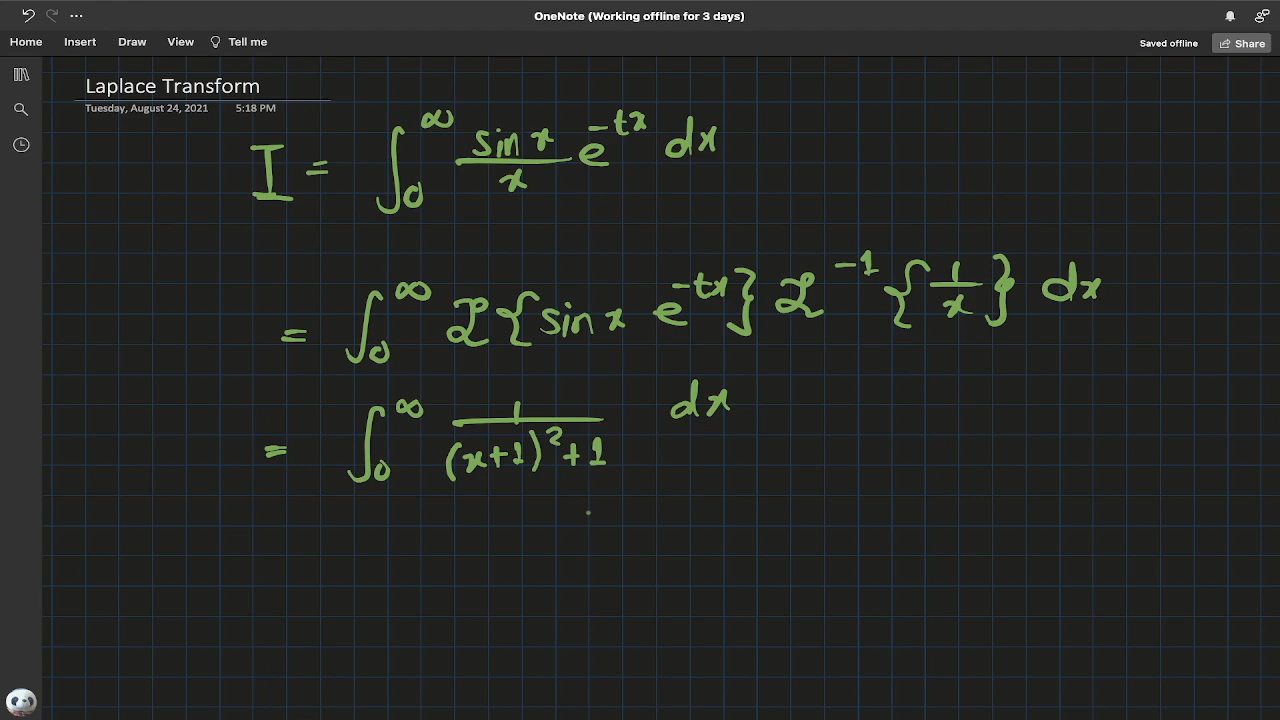 OneNote (Working offline for 3 days)
Home Insert Draw View Tell me Saved offline Share
Laplace Transform
Tuesday, August 24, 2021 5:18 PM
I = ∫₀^∞ (sin x / x) e^{-tx} dx
= ∫₀^∞ ℒ{sin x e^{-tx}} ℒ^{-1}{1/x} dx
= ∫₀^∞ 1/((x+1)²+1) dx